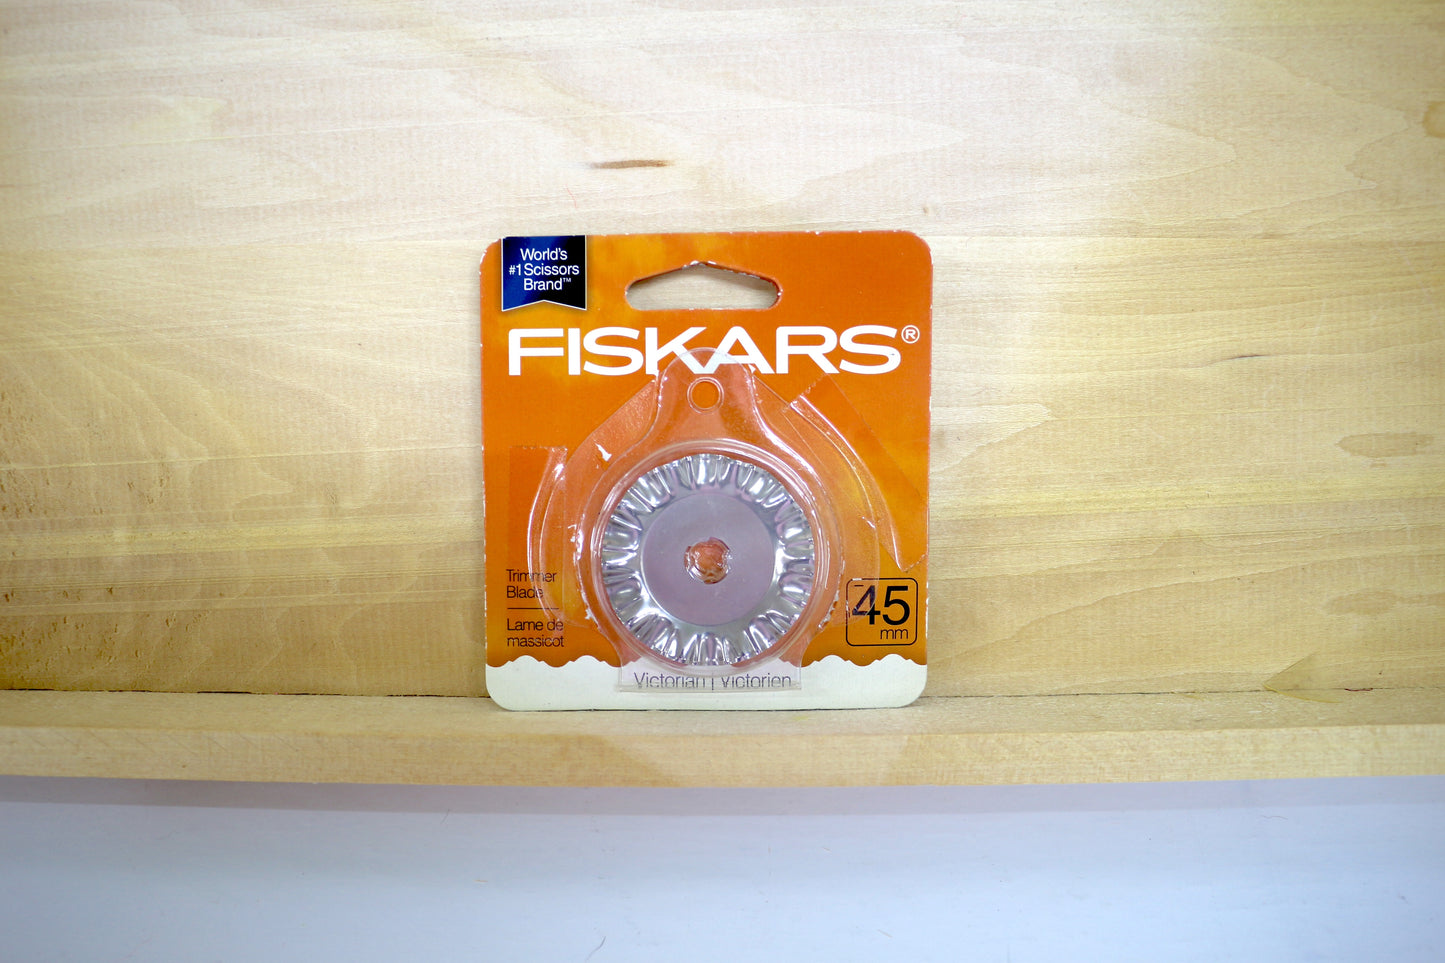 World's
#1 Scissors
Brand™
FISKARS®
Trimmer
Blade
Lame de
massicot
45
mm
Victorian | Victorien